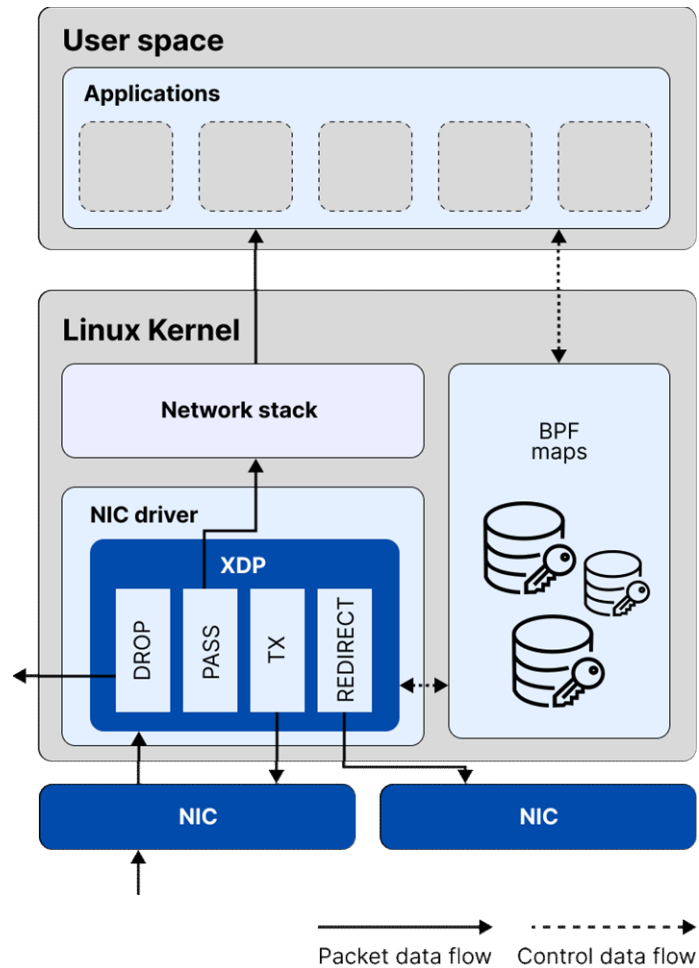 User space
Applications
Linux Kernel
Network stack
BPF
maps
NIC driver
XDP
DROP
PASS
TX
REDIRECT
NIC
NIC
Packet data flow
Control data flow